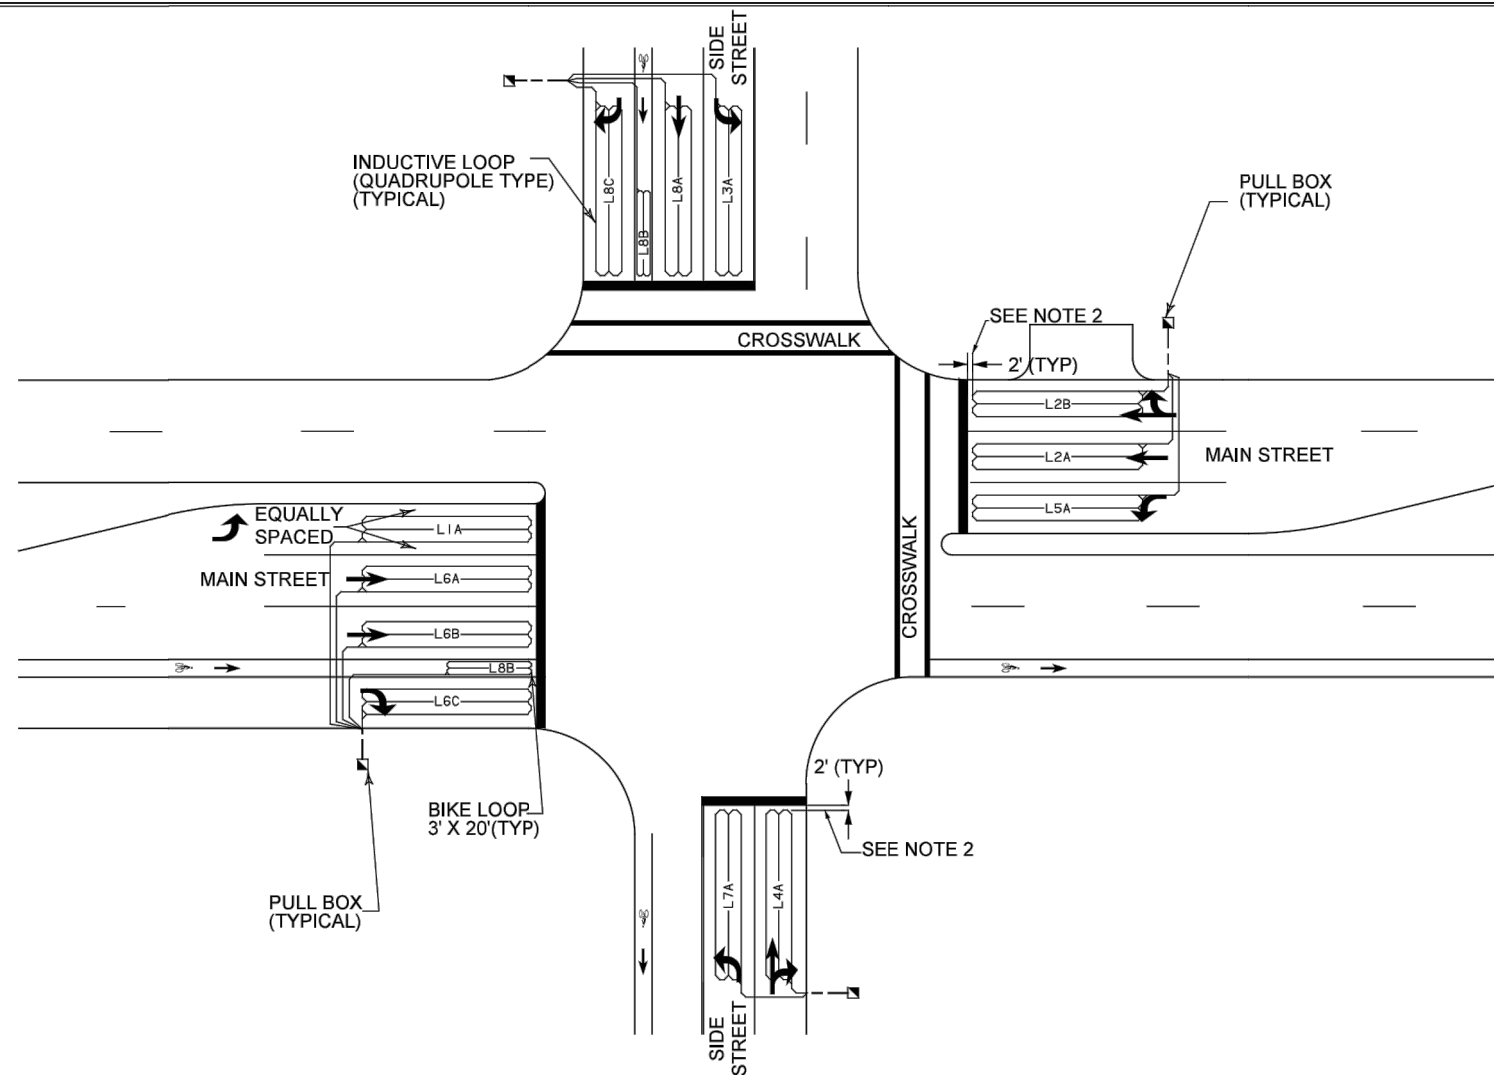 SIDE
STREET
INDUCTIVE LOOP
(QUADRUPOLE TYPE)
(TYPICAL)
L8C
L8B
L8A
L3A
PULL BOX
(TYPICAL)
SEE NOTE 2
CROSSWALK
2' (TYP)
L2B
L2A
MAIN STREET
L5A
EQUALLY
SPACED
L1A
MAIN STREET
L6A
L6B
L8B
L6C
CROSSWALK
BIKE LOOP
3' X 20'(TYP)
2' (TYP)
SEE NOTE 2
PULL BOX
(TYPICAL)
L7A
L4A
SIDE
STREET